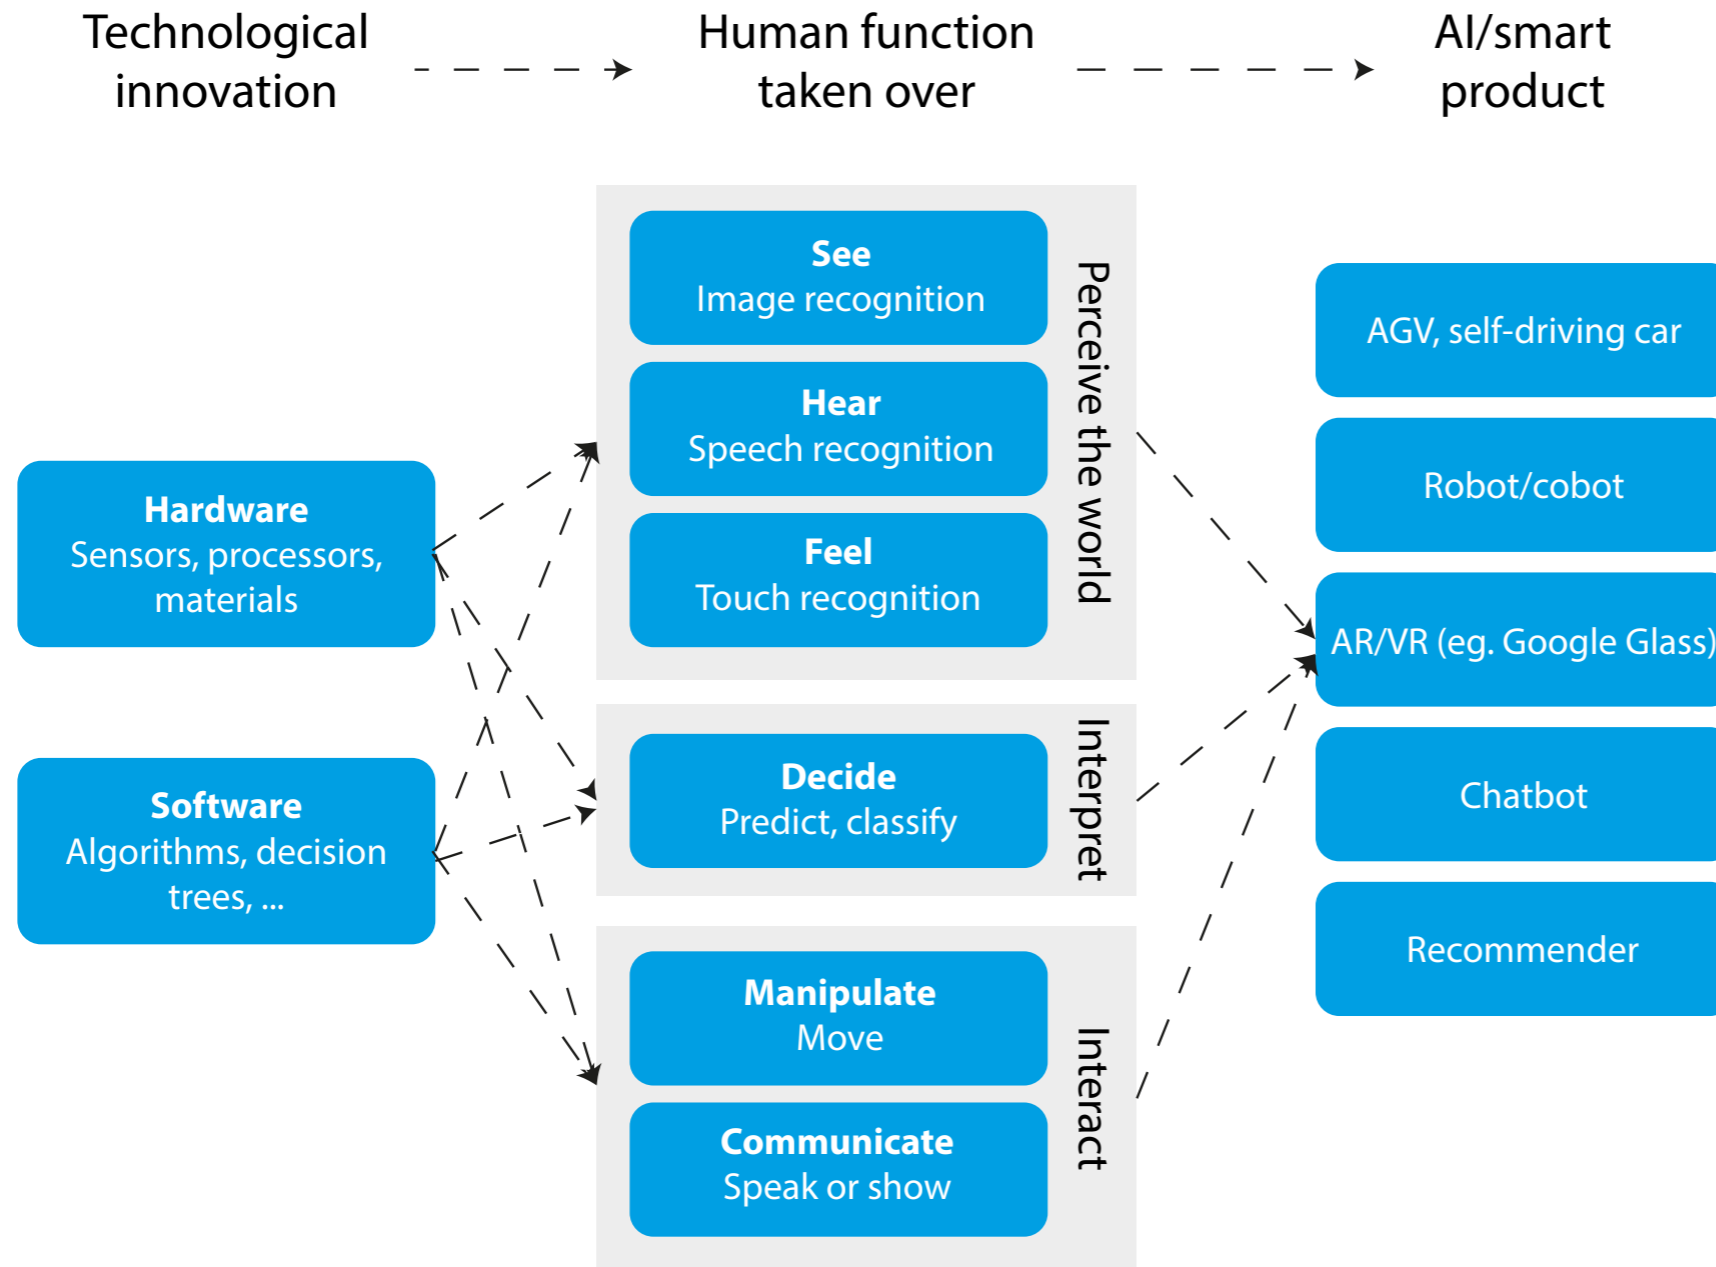 Technological
innovation
Human function
taken over
AI/smart
product
Hardware
Sensors, processors,
materials
Software
Algorithms, decision
trees, ...
See
Image recognition
Hear
Speech recognition
Feel
Touch recognition
Perceive the world
Decide
Predict, classify
Interpret
Manipulate
Move
Communicate
Speak or show
Interact
AGV, self-driving car
Robot/cobot
AR/VR (eg. Google Glass)
Chatbot
Recommender